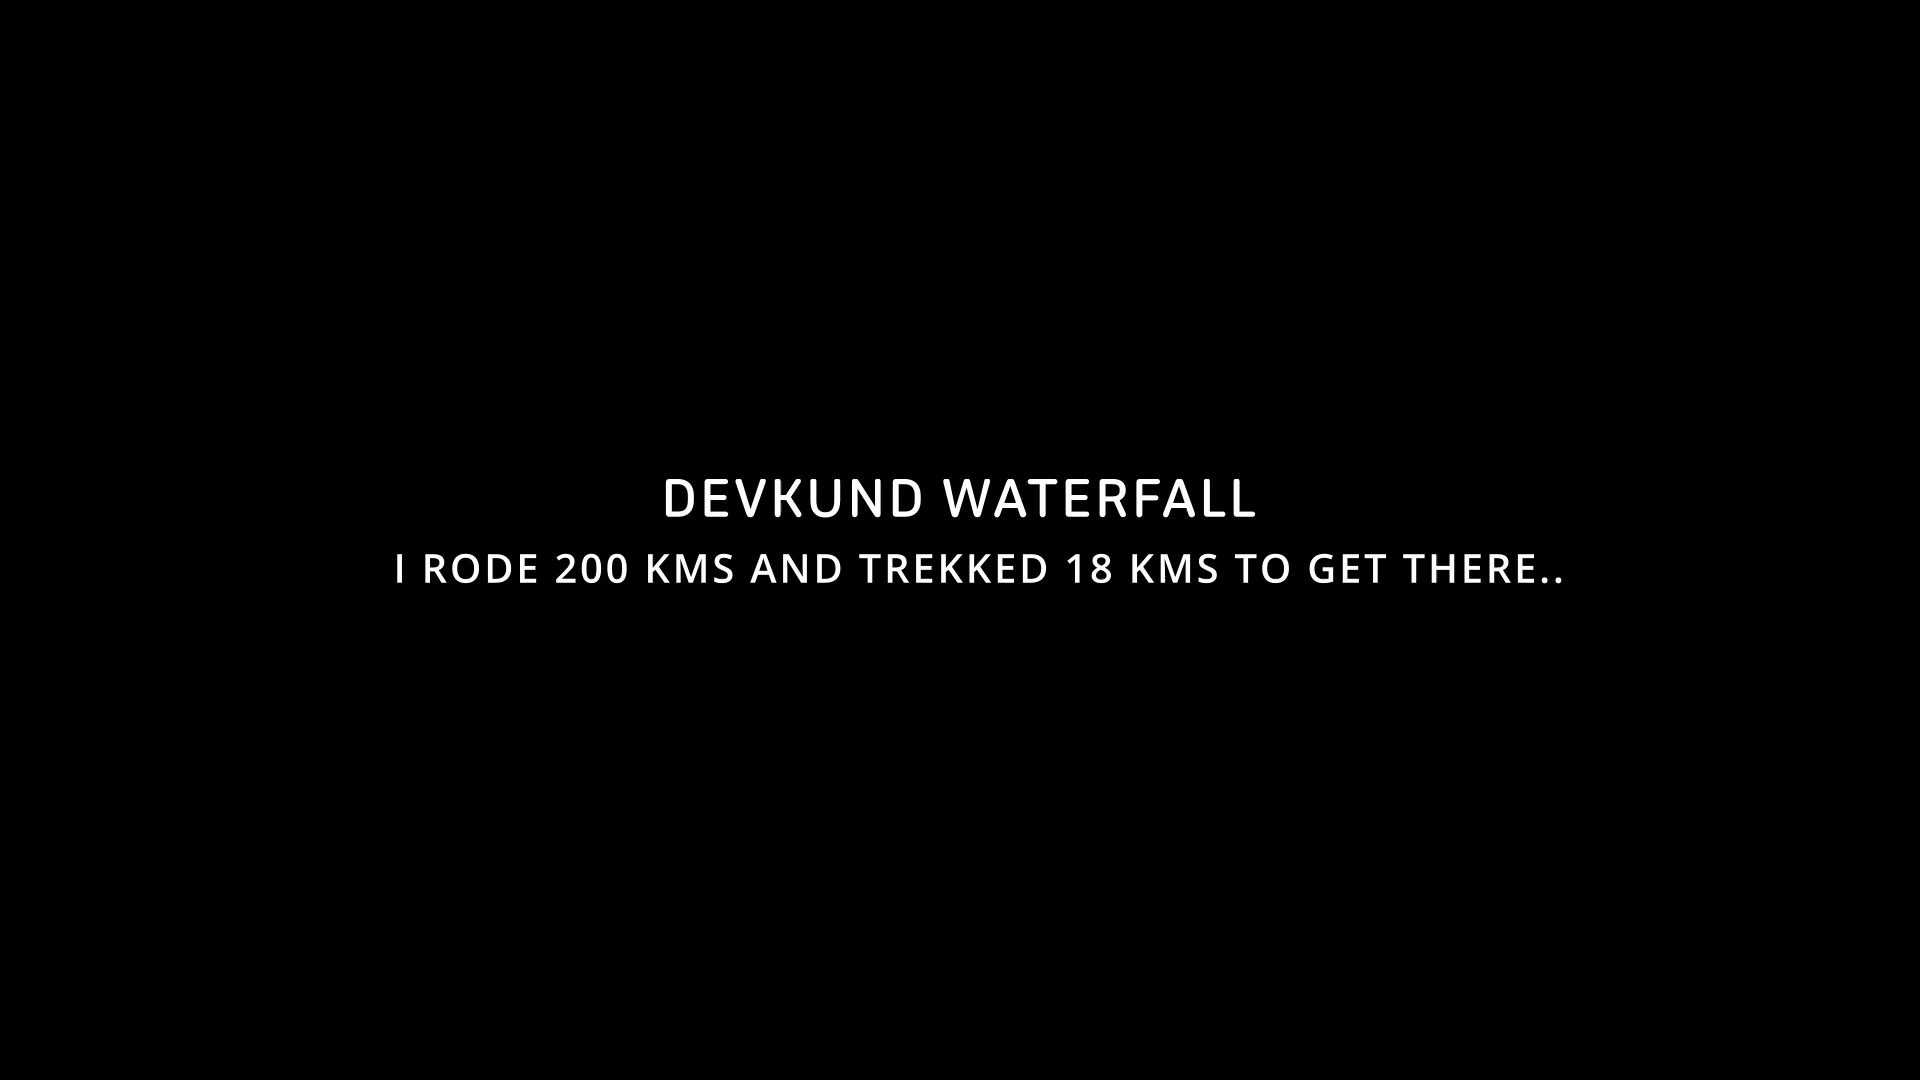 DEVKUND WATERFALL
I RODE 200 KMS AND TREKKED 18 KMS TO GET THERE..